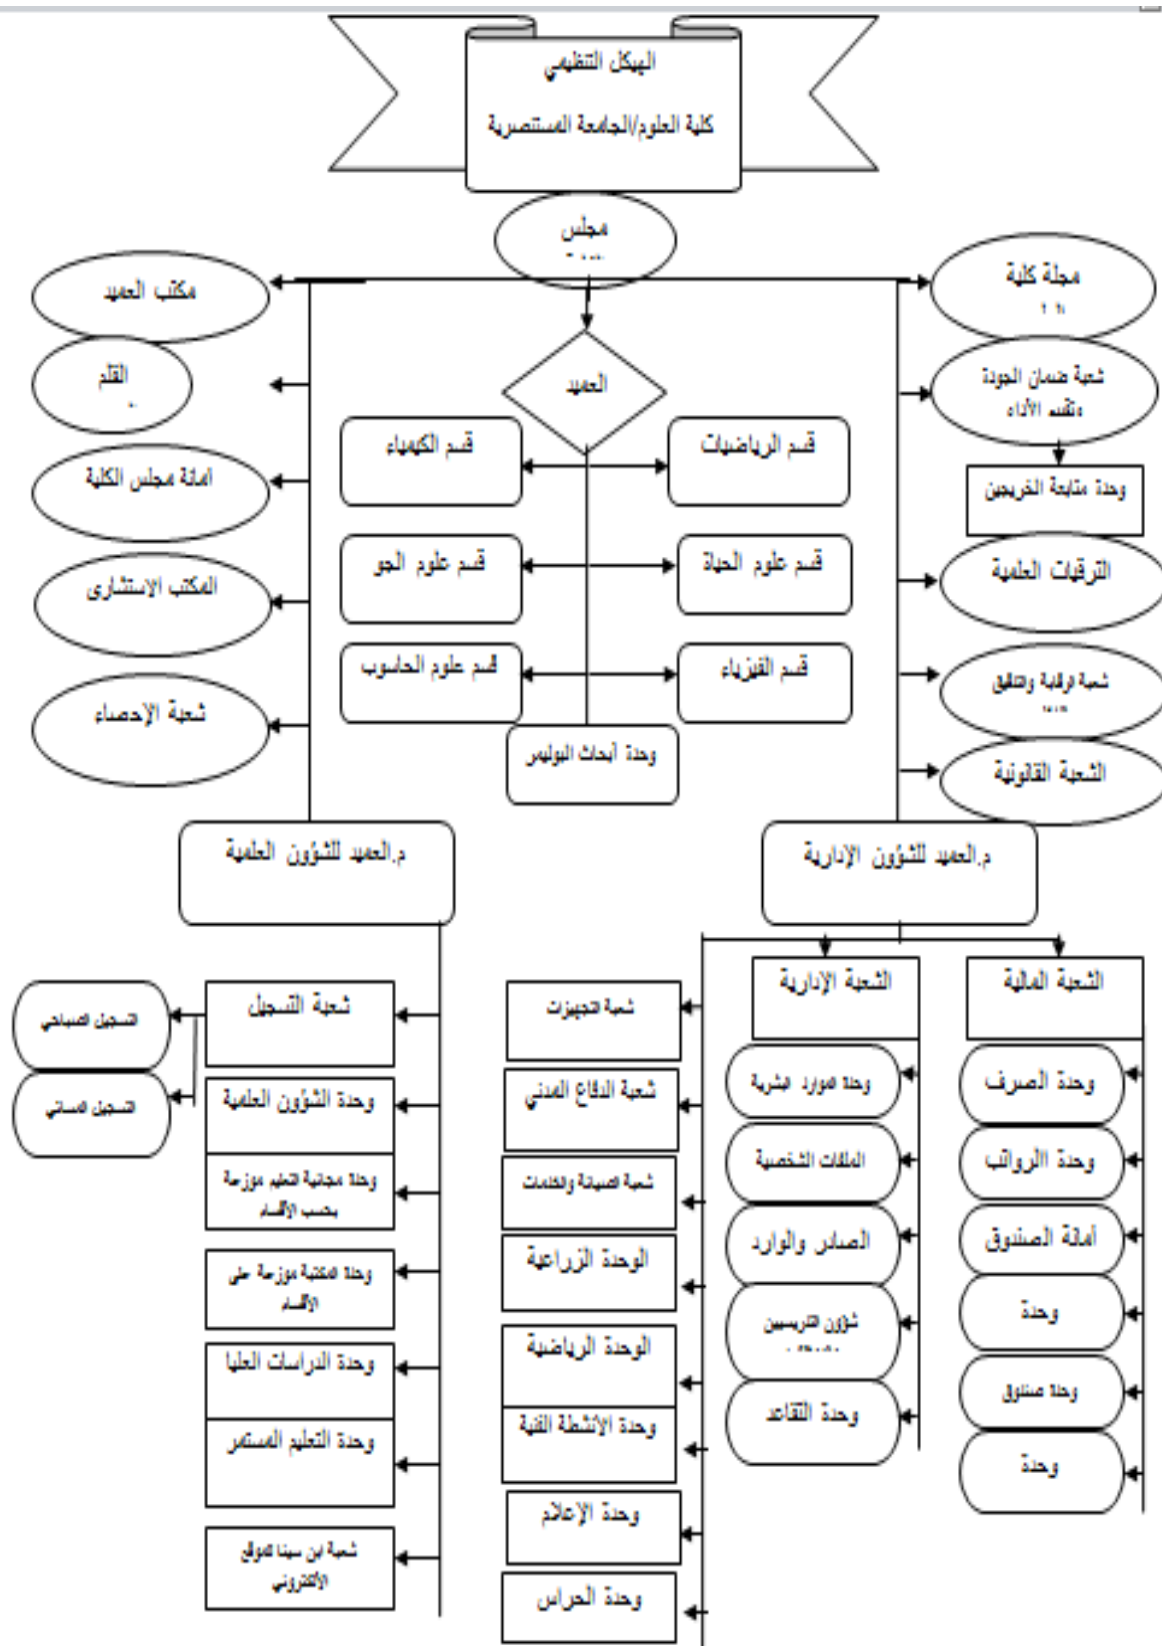 الهيكل التنظيمي
كلية العلوم/الجامعة المستنصرية
مجلس
مجلة كلية
مكتب العميد
شعبة ضمان الجودة
وتقييم الأداء
القلم
العميد
قسم الرياضيات
قسم الكيمياء
وحدة متابعة الخريجين
امانة مجلس الكلية
الترقيات العلمية
قسم علوم الحياة
قسم علوم الجو
المكتب الاستشارى
شعبة الرقابة والتدقيق
قسم الفيزياء
قسم علوم الحاسوب
شعبة الإحصاء
الشعبة القانونية
وحدة أبحاث البوليمر
م.العميد للشؤون الإدارية
م.العميد للشؤون العلمية
الشعبة المالية
وحدة الصرف
وحدة االرواتب
أمانة الصندوق
وحدة
وحدة صندوق
وحدة
الشعبة الإدارية
وحدة الموارد البشرية
الملفات الشخصية
الصادر والوارد
شؤون التدريسيين
وحدة التقاعد
شعبة التجهيزات
شعبة الدفاع المدني
شعبة الصيانة والخدمات
الوحدة الزراعية
الوحدة الرياضية
وحدة الأنشطة الفنية
وحدة الإعلام
وحدة الحراس
شعبة التسجيل
التسجيل الصباحي
التسجيل المسائي
وحدة الشؤون العلمية
وحدة مجانية التعليم موزعة
بحسب الأقسام
وحدة المكتبة موزعة على
الأقسام
وحدة الدراسات العليا
وحدة التعليم المستمر
شعبة ابن سينا للموقع
الألكتروني